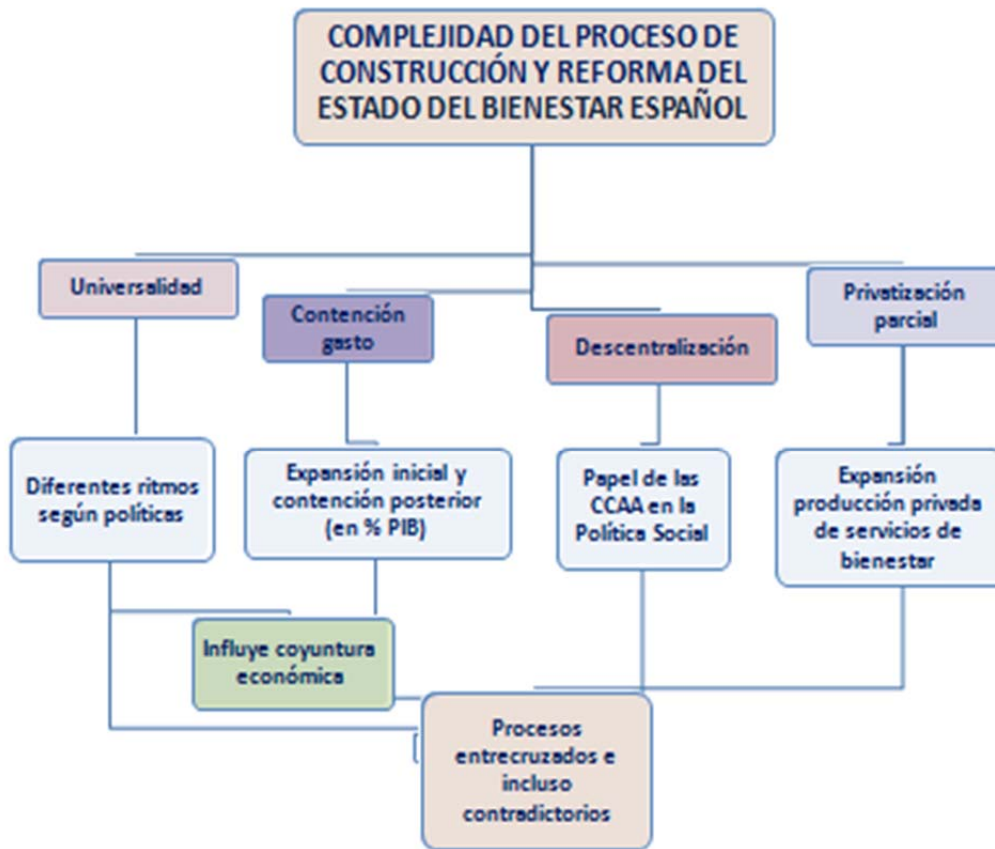 COMPLEJIDAD DEL PROCESO DE
CONSTRUCCIÓN Y REFORMA DEL
ESTADO DEL BIENESTAR ESPAÑOL
Universalidad
Contención
gasto
Descentralización
Privatización
parcial
Diferentes ritmos
según políticas
Expansión inicial y
contención posterior
(en % PIB)
Papel de las
CCAA en la
Política Social
Expansión
producción privada
de servicios de
bienestar
Influye coyuntura
económica
Procesos
entrecruzados e
incluso
contradictorios